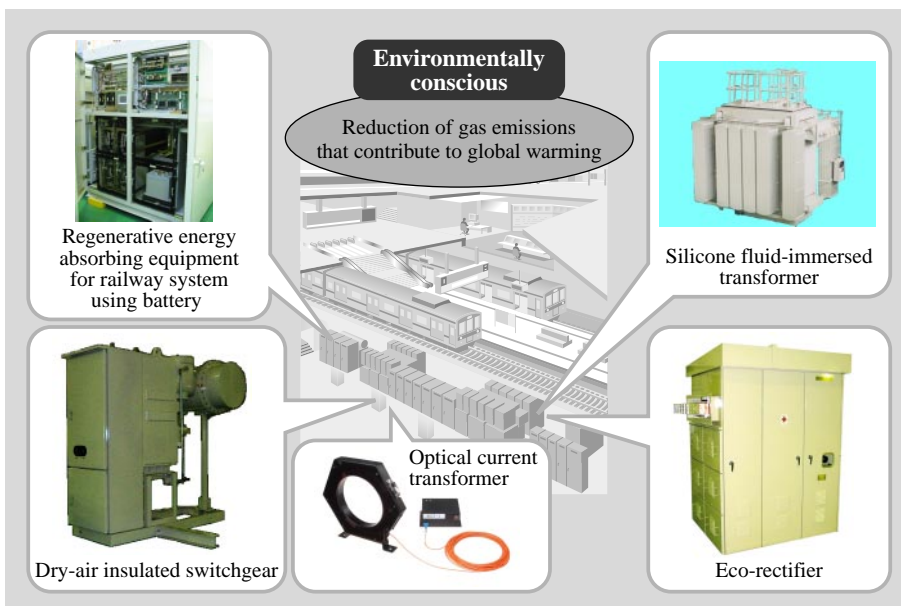 Environmentally
conscious
Reduction of gas emissions
that contribute to global warming
Regenerative energy
absorbing equipment
for railway system
using battery
Silicone fluid-immersed
transformer
Dry-air insulated switchgear
Optical current
transformer
Eco-rectifier